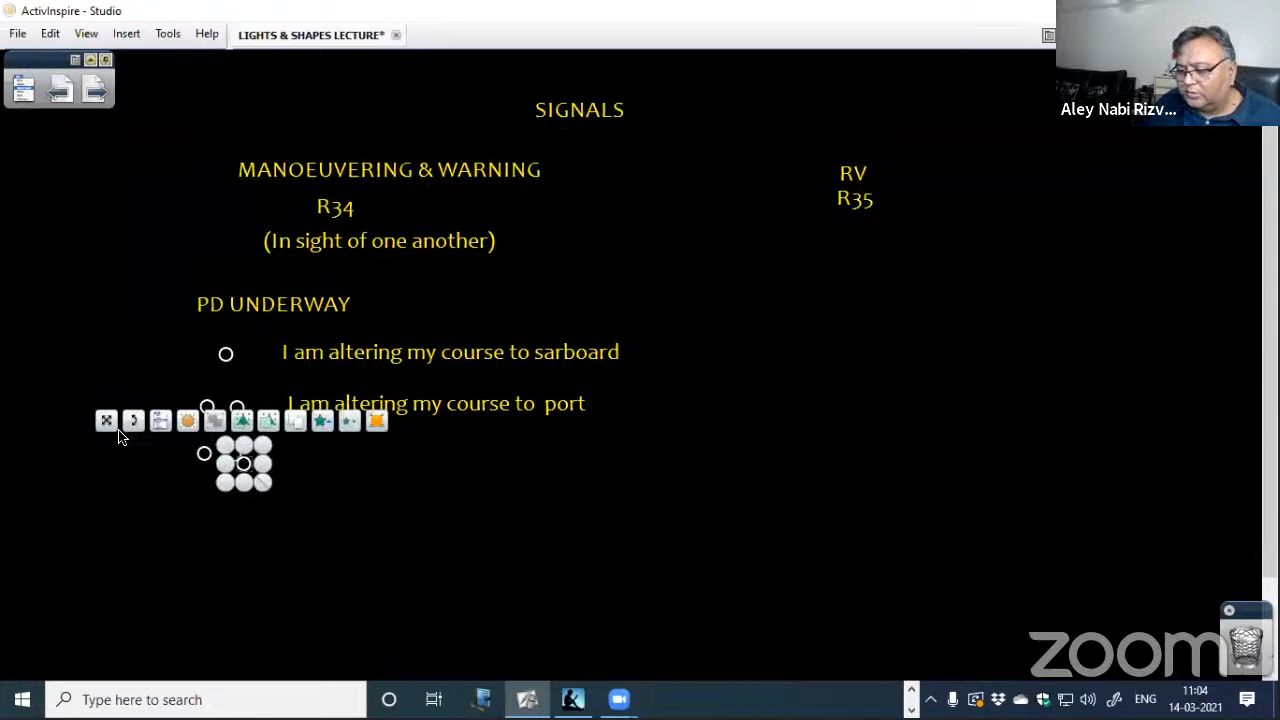 ActivInspire - Studio
File Edit View Insert Tools Help LIGHTS & SHAPES LECTURE*
Aley Nabi Rizv...
SIGNALS
MANOEUVERING & WARNING
R34
(In sight of one another)
RV
R35
PD UNDERWAY
I am altering my course to sarboard
I am altering my course to port
zoom
Type here to search
ENG
11:04
14-03-2021